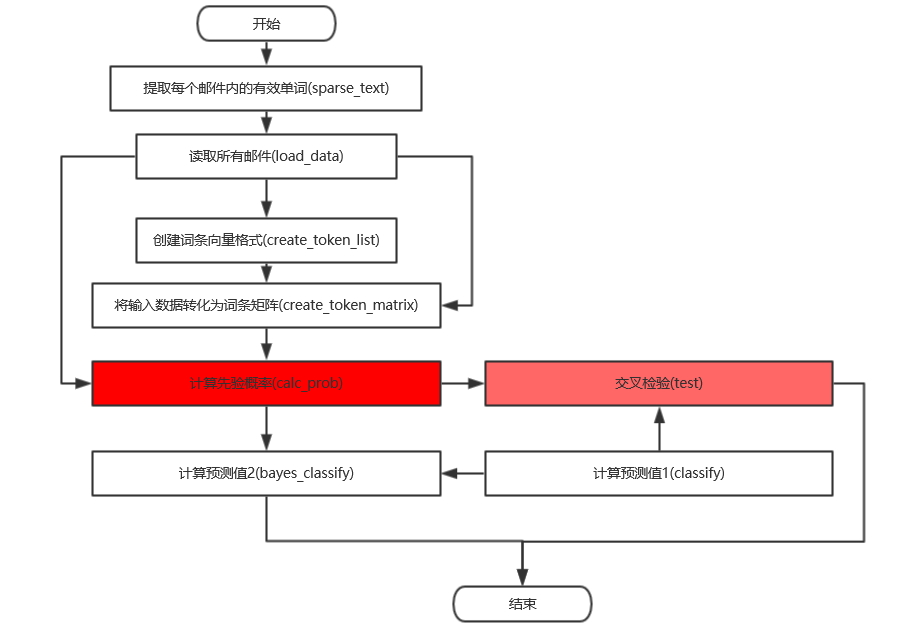 开始
提取每个邮件内的有效单词(sparse_text)
读取所有邮件(load_data)
创建词条向量格式(create_token_list)
将输入数据转化为词条矩阵(create_token_matrix)
计算先验概率(calc_prob)
交叉检验(test)
计算预测值2(bayes_classify)
计算预测值1(classify)
结束